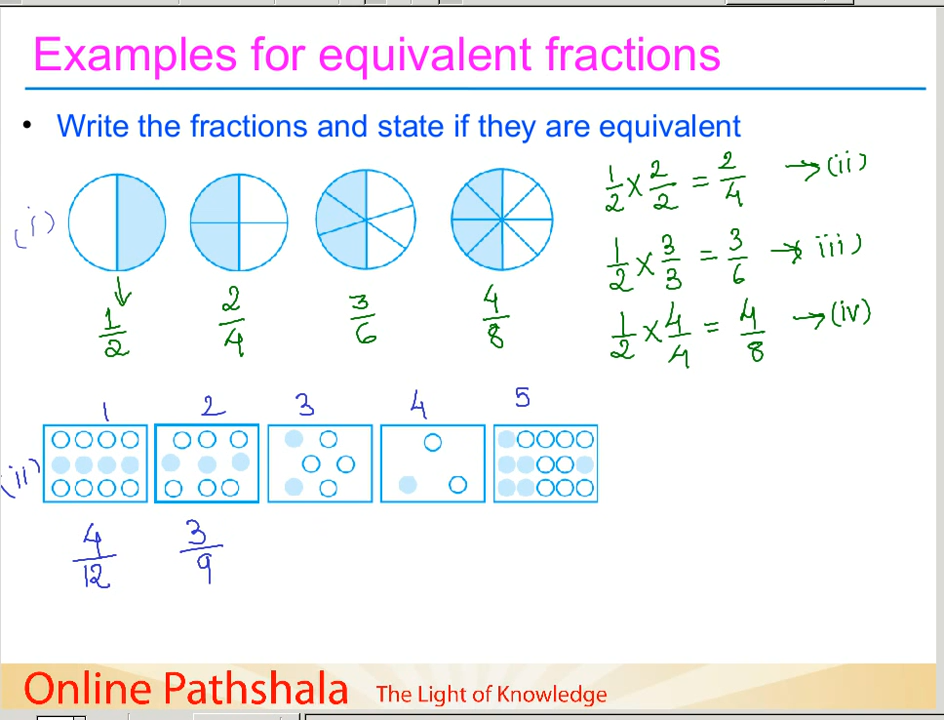 Examples for equivalent fractions
• Write the fractions and state if they are equivalent
(i)
1/2 2/4 3/6 4/8
1/2 × 2/2 = 2/4 → (ii)
1/2 × 3/3 = 3/6 → iii)
1/2 × 4/4 = 4/8 → (iv)
1 2 3 4 5
(ii)
4/12 3/9
Online Pathshala The Light of Knowledge